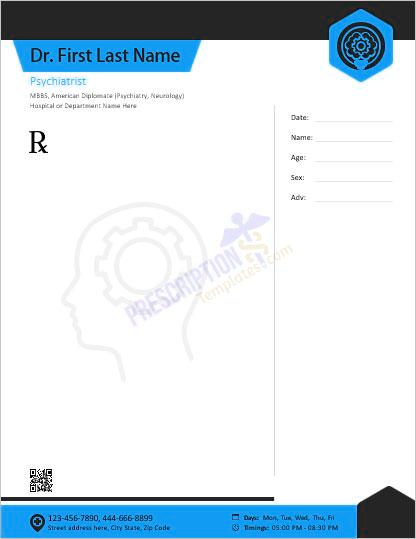 Dr. First Last Name
Psychiatrist
MBBS, American Diplomate (Psychiatry, Neurology)
Hospital or Department Name Here
Rx
Date:
Name:
Age:
Sex:
Adv:
PRESCRIPTION
Templates.com
123-456-7890, 444-666-8899
Street address here, City State, Zip Code
Days: Mon, Tue, Wed, Thu, Fri
Timings: 05:00 PM - 08:30 PM